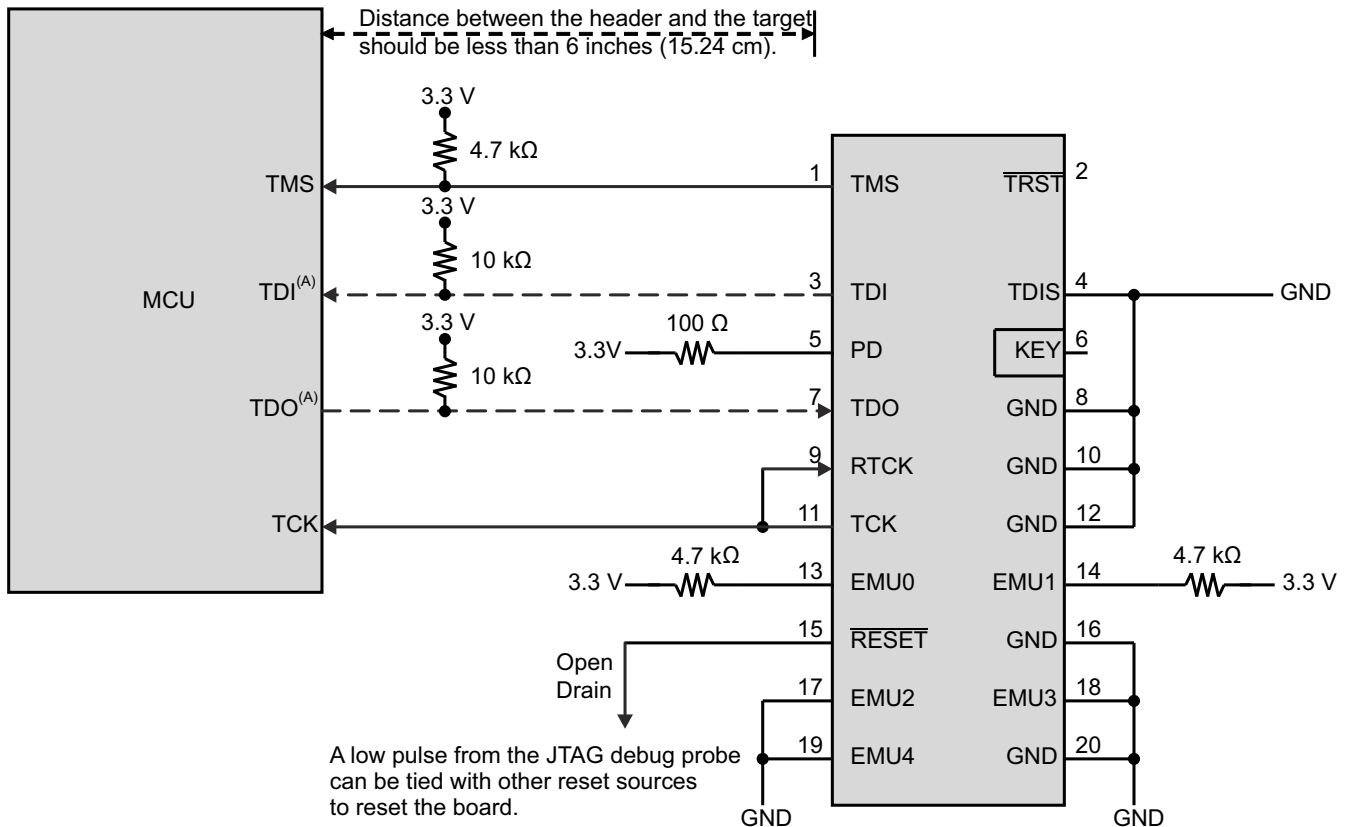 Distance between the header and the target
should be less than 6 inches (15.24 cm).
3.3 V
4.7 kΩ
TMS
1
TMS
TRST
2
3.3 V
10 kΩ
MCU
TDI(A)
3
TDI
TDIS
4
GND
3.3 V
10 kΩ
100 Ω
3.3V
5
PD
KEY
6
TDO(A)
7
TDO
GND
8
9
RTCK
GND
10
TCK
11
TCK
GND
12
4.7 kΩ
3.3 V
13
EMU0
EMU1
14
4.7 kΩ
3.3 V
15
RESET
GND
16
Open
Drain
17
EMU2
EMU3
18
19
EMU4
GND
20
A low pulse from the JTAG debug probe
can be tied with other reset sources
to reset the board.
GND
GND